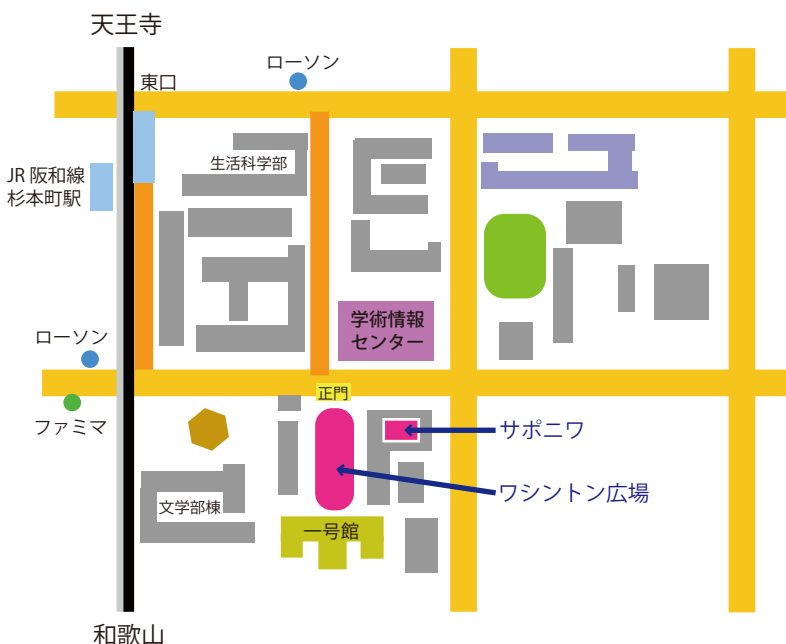 天王寺
ローソン
東口
生活科学部
JR 阪和線
杉本町駅
学術情報
センター
ローソン
正門
ファミマ
サポニワ
ワシントン広場
文学部棟
一号館
和歌山